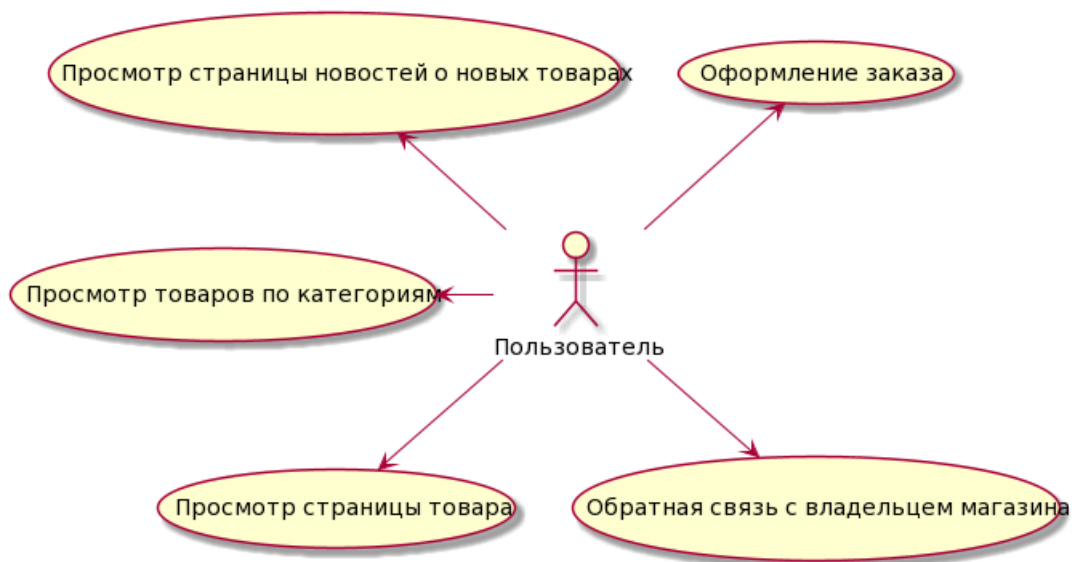 Просмотр страницы новостей о новых товарах
Оформление заказа
Просмотр товаров по категориям
Пользователь
Просмотр страницы товара
Обратная связь с владельцем магазина